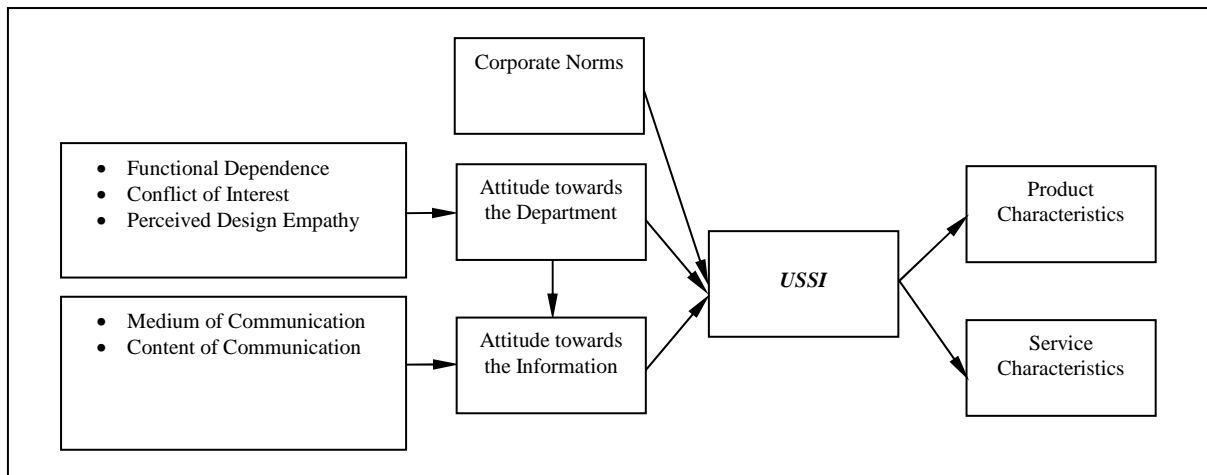 Corporate Norms
• Functional Dependence
• Conflict of Interest
• Perceived Design Empathy
Attitude towards
the Department
• Medium of Communication
• Content of Communication
Attitude towards
the Information
USSI
Product
Characteristics
Service
Characteristics